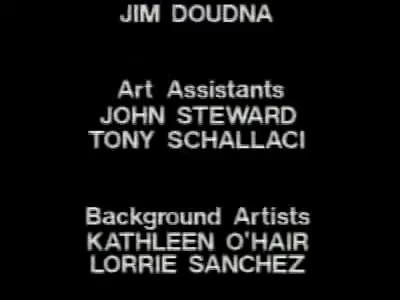 JIM DOUDNA
Art Assistants
JOHN STEWARD
TONY SCHALLACI
Background Artists
KATHLEEN O'HAIR
LORRIE SANCHEZ